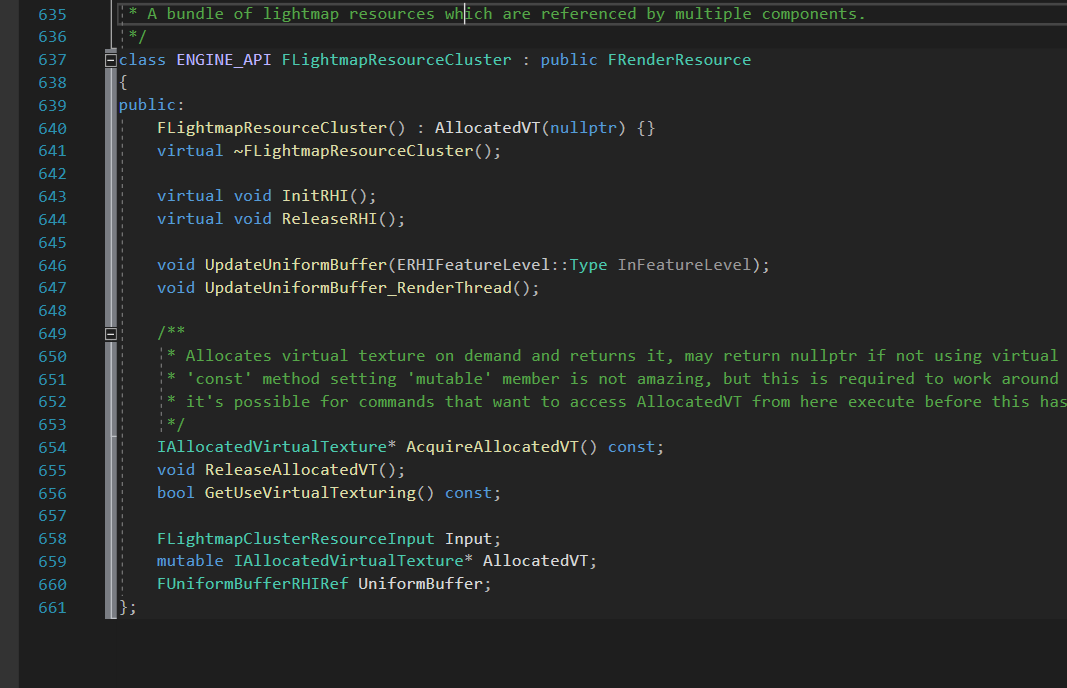 635 * A bundle of lightmap resources which are referenced by multiple components.
636 */
637 class ENGINE_API FLightmapResourceCluster : public FRenderResource
638 {
639 public:
640 FLightmapResourceCluster() : AllocatedVT(nullptr) {}
641 virtual ~FLightmapResourceCluster();
642
643 virtual void InitRHI();
644 virtual void ReleaseRHI();
645
646 void UpdateUniformBuffer(ERHIFeatureLevel::Type InFeatureLevel);
647 void UpdateUniformBuffer_RenderThread();
648
649 /**
650 * Allocates virtual texture on demand and returns it, may return nullptr if not using virtual
651 * 'const' method setting 'mutable' member is not amazing, but this is required to work around
652 * it's possible for commands that want to access AllocatedVT from here execute before this has
653 */
654 IAllocatedVirtualTexture* AcquireAllocatedVT() const;
655 void ReleaseAllocatedVT();
656 bool GetUseVirtualTexturing() const;
657
658 FLightmapClusterResourceInput Input;
659 mutable IAllocatedVirtualTexture* AllocatedVT;
660 FUniformBufferRHIRef UniformBuffer;
661 };